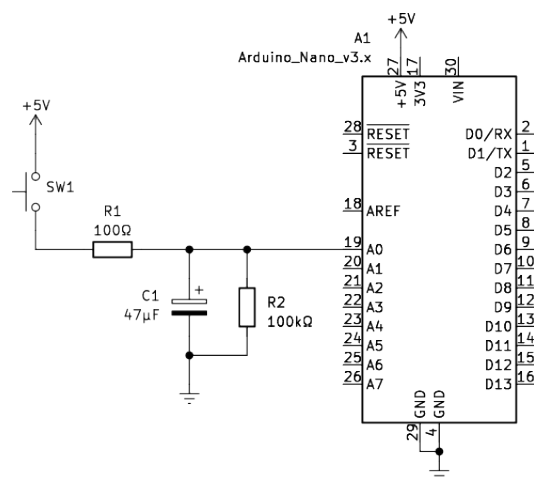 +5V
A1
Arduino_Nano_v3.x
27
17
30
+5V
3V3
VIN
28
RESET
D0/RX
2
3
RESET
D1/TX
1
D2
5
D3
6
18
AREF
D4
7
D5
8
19
A0
D6
9
20
A1
D7
10
21
A2
D8
11
22
A3
D9
12
23
A4
D10
13
24
A5
D11
14
25
A6
D12
15
26
A7
D13
16
GND
GND
29
4
+5V
SW1
R1
100Ω
C1
47µF
+
R2
100kΩ